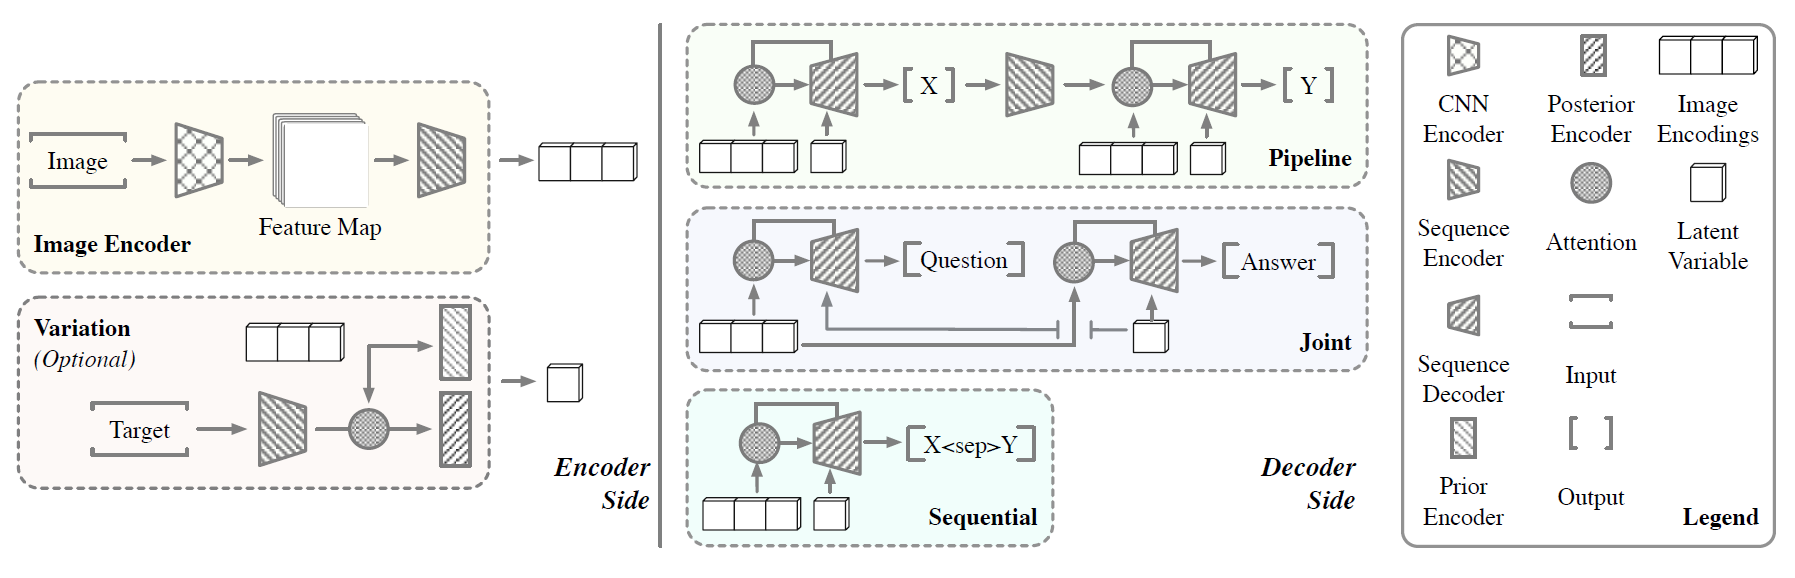 Image
Feature Map
Image Encoder
Variation
(Optional)
Target
Encoder
Side
X
Y
Pipeline
Question
Answer
Joint
X<sep>Y
Sequential
Decoder
Side
CNN
Encoder
Posterior
Encoder
Image
Encodings
Sequence
Encoder
Attention
Latent
Variable
Sequence
Decoder
Input
Prior
Encoder
Output
Legend